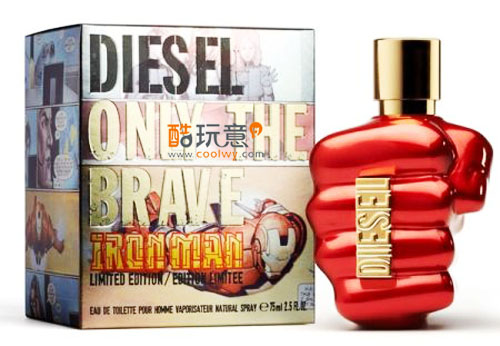 DIESEL
ONLY THE
BRAVE
IRON MAN
LIMITED EDITION/EDITION LIMITEE
EAU DE TOILETTE POUR HOMME VAPORISATEUR NATURAL SPRAY ℮75ml 2.5 FL.OZ
酷玩意
www.coolwy.com
DIESEL